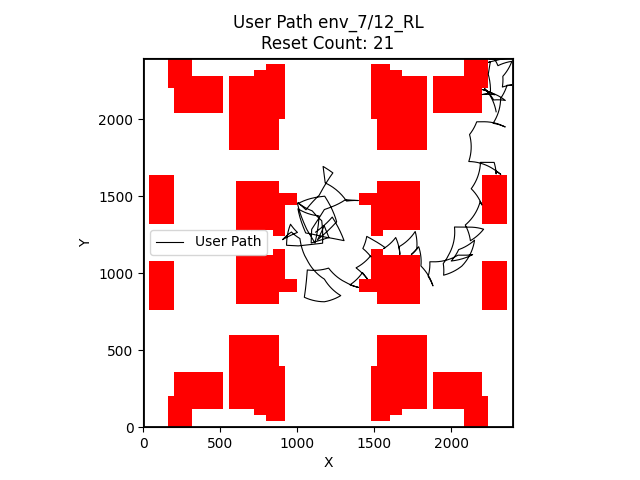 User Path env_7/12_RL
Reset Count: 21
Y
2000
1500
1000
500
0
User Path
0 500 1000 1500 2000
X